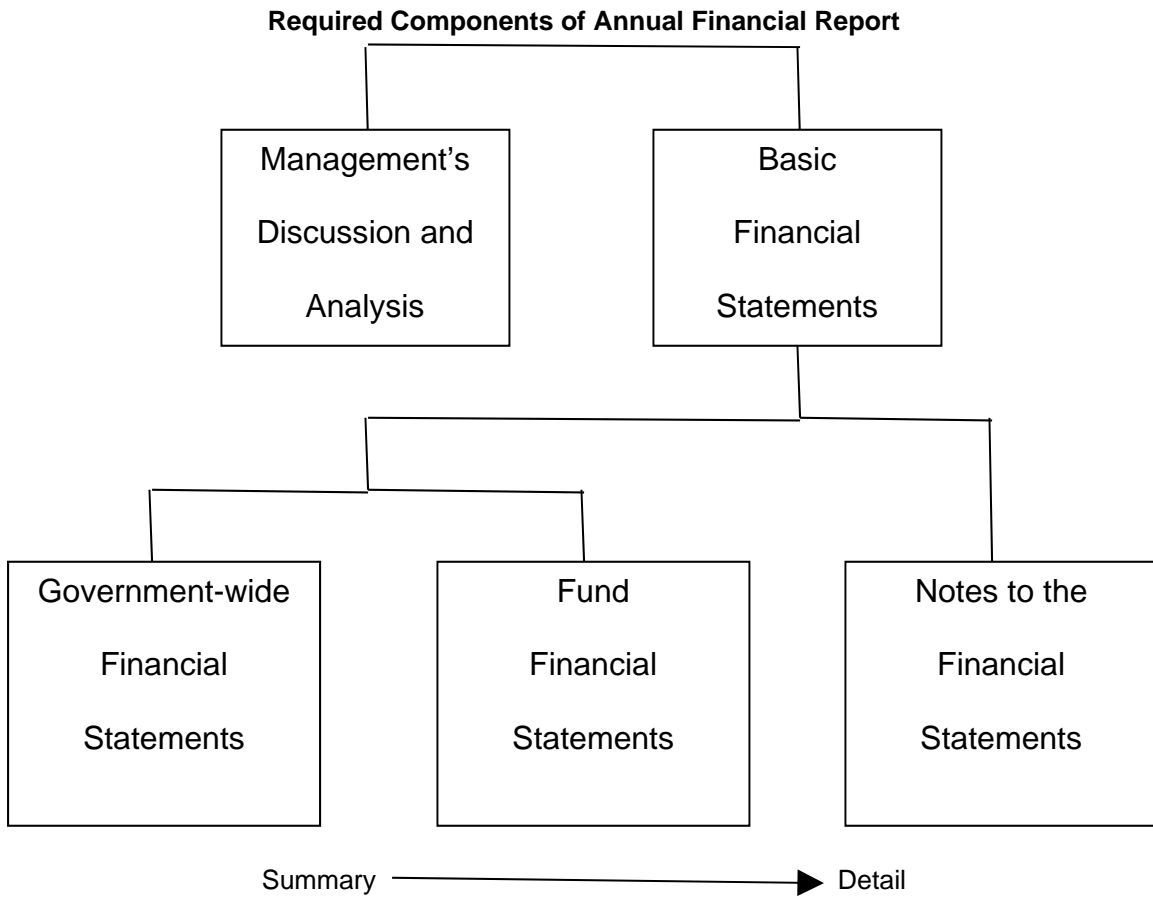 Required Components of Annual Financial Report
Management's
Discussion and
Analysis
Basic
Financial
Statements
Government-wide
Financial
Statements
Fund
Financial
Statements
Notes to the
Financial
Statements
Summary
Detail